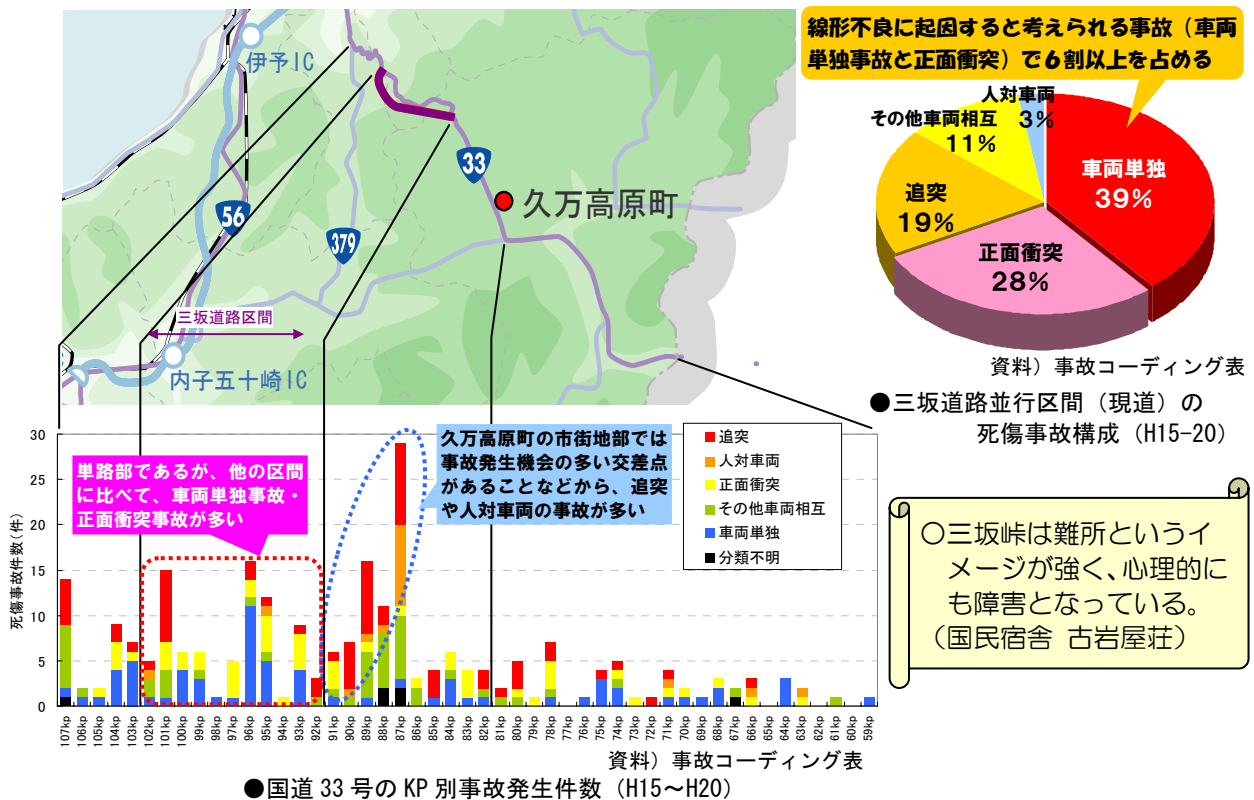 伊予IC
56
379
33
久万高原町
三坂道路区間
内子五十崎IC
線形不良に起因すると考えられる事故（車両
単独事故と正面衝突）で６割以上を占める
人対車両
3%
その他車両相互
11%
追突
19%
車両単独
39%
正面衝突
28%
資料）事故コーディング表
●三坂道路並行区間（現道）の
死傷事故構成（H15-20）
死傷事故件数(件)
30
25
20
15
10
5
0
単路部であるが、他の区間
に比べて、車両単独事故・
正面衝突事故が多い
久万高原町の市街地部では
事故発生機会の多い交差点
があることなどから、追突
や人対車両の事故が多い
追突
人対車両
正面衝突
その他車両相互
車両単独
分類不明
107kp
106kp
105kp
104kp
103kp
102kp
101kp
100kp
99kp
98kp
97kp
96kp
95kp
94kp
93kp
92kp
91kp
90kp
89kp
88kp
87kp
86kp
85kp
84kp
83kp
82kp
81kp
80kp
79kp
78kp
77kp
76kp
75kp
74kp
73kp
72kp
71kp
70kp
69kp
68kp
67kp
66kp
65kp
64kp
63kp
62kp
61kp
60kp
59kp
資料）事故コーディング表
●国道 33 号の KP 別事故発生件数（H15～H20）
○三坂峠は難所というイ
メージが強く、心理的に
も障害となっている。
（国民宿舎 古岩屋荘）